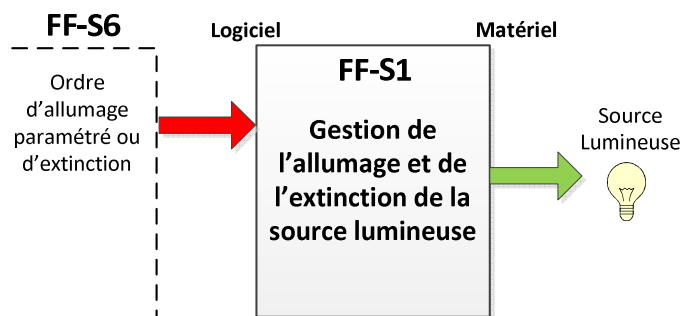 FF-S6
Ordre
d'allumage
paramétré ou
d'extinction
Logiciel
Matériel
FF-S1
Gestion de
l'allumage et de
l'extinction de la
source lumineuse
Source
Lumineuse